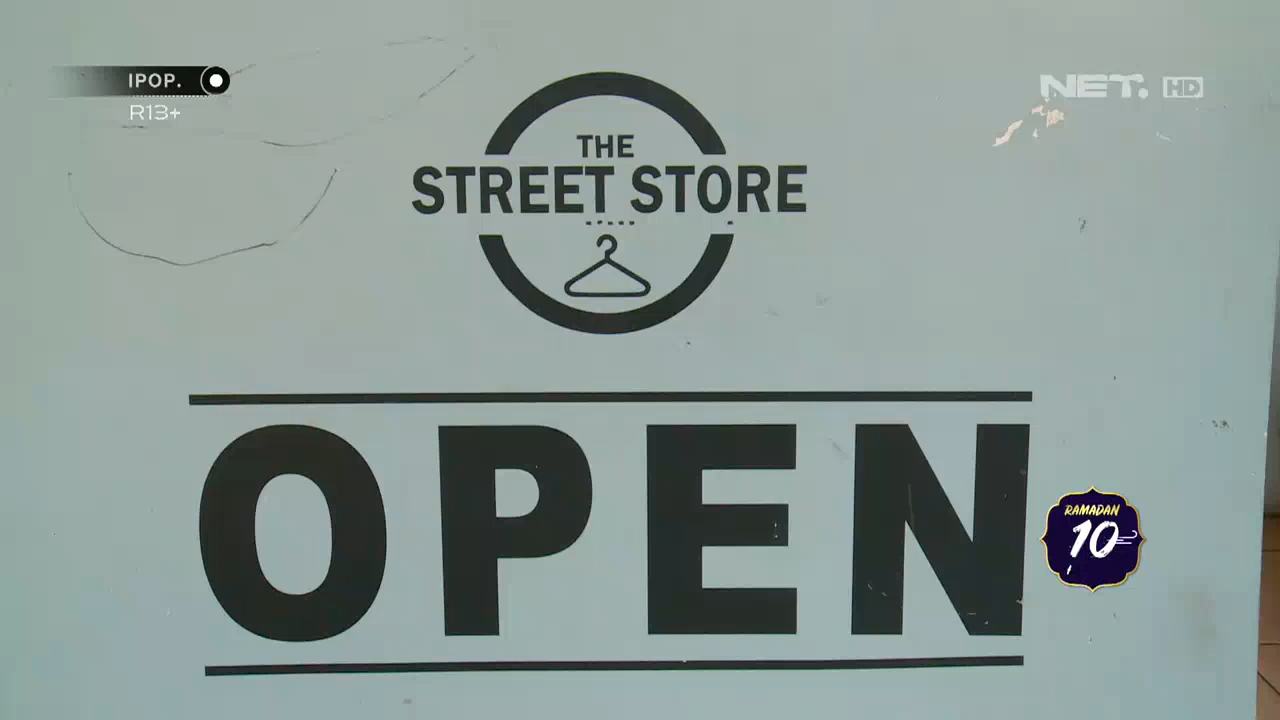 IPOP.
R13+
NET. HD
THE
STREET STORE
OPEN
RAMADAN
10